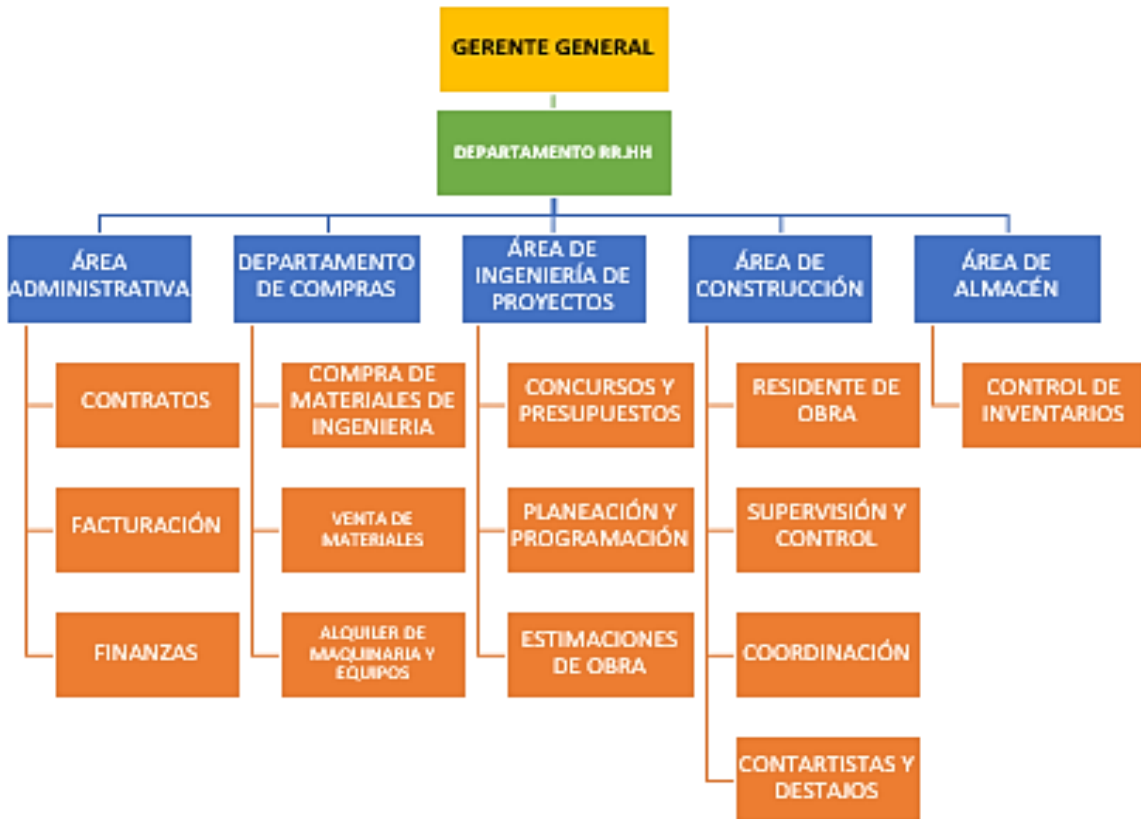 GERENTE GENERAL
DEPARTAMENTO RR.HH
ÁREA
ADMINISTRATIVA
DEPARTAMENTO
DE COMPRAS
ÁREA DE
INGENIERÍA DE
PROYECTOS
ÁREA DE
CONSTRUCCIÓN
ÁREA DE
ALMACÉN
CONTRATOS
COMPRA DE
MATERIALES DE
INGENIERIA
CONCURSOS Y
PRESUPUESTOS
RESIDENTE DE
OBRA
CONTROL DE
INVENTARIOS
FACTURACIÓN
VENTA DE
MATERIALES
PLANEACIÓN Y
PROGRAMACIÓN
SUPERVISIÓN Y
CONTROL
FINANZAS
ALQUILER DE
MAQUINARIA Y
EQUIPOS
ESTIMACIONES
DE OBRA
COORDINACIÓN
CONTARTISTAS Y
DESTAJOS